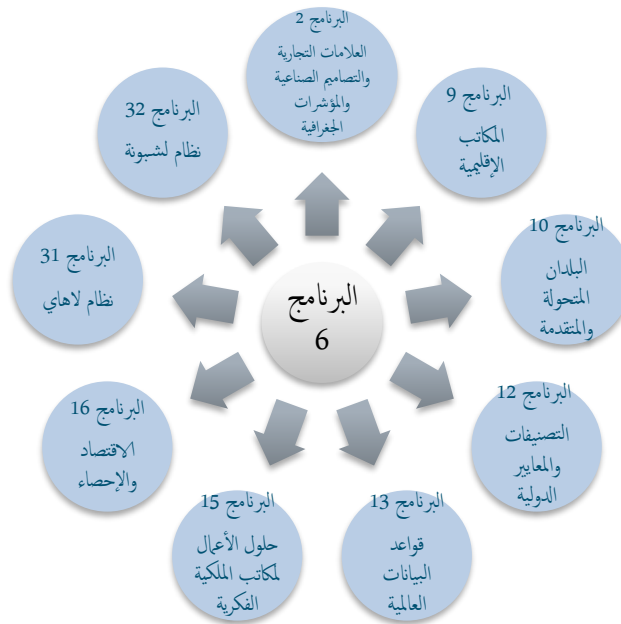 البرنامج 2
العلامات التجارية
والتصاميم الصناعية
والمؤشرات
الجغرافية
البرنامج 9
المكاتب
الإقليمية
البرنامج 10
البلدان
المتحولة
والمتقدمة
البرنامج 12
التصنيفات
والمعايير
الدولية
البرنامج 13
قواعد
البيانات
العالمية
البرنامج 15
حلول الأعمال
لمكاتب الملكية
الفكرية
البرنامج 16
الاقتصاد
والإحصاء
البرنامج 31
نظام لاهاي
البرنامج 32
نظام لشبونة
البرنامج
6